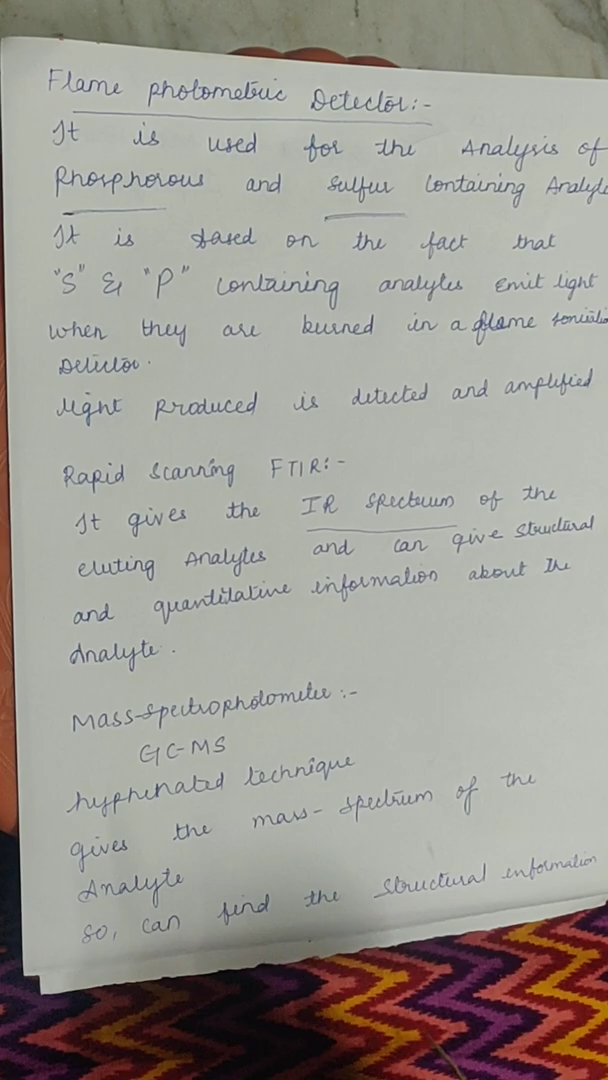 Flame photometric Detector:-
It is used for the Analysis of
Phosphorous and sulfur containing Analyte
It is based on the fact that
"S" & "P" containing analytes emit light
when they are burned in a flame
Detector.
light produced is detected and amplified
Rapid Scanning FTIR:-
It gives the IR spectrum of the
eluting Analytes and can give structural
and quantitative information about the
Analyte.
Mass-Spectrophotometer:-
GC-MS
hyphenated technique
gives the mass-spectrum of the
Analyte
so, can find the structural information